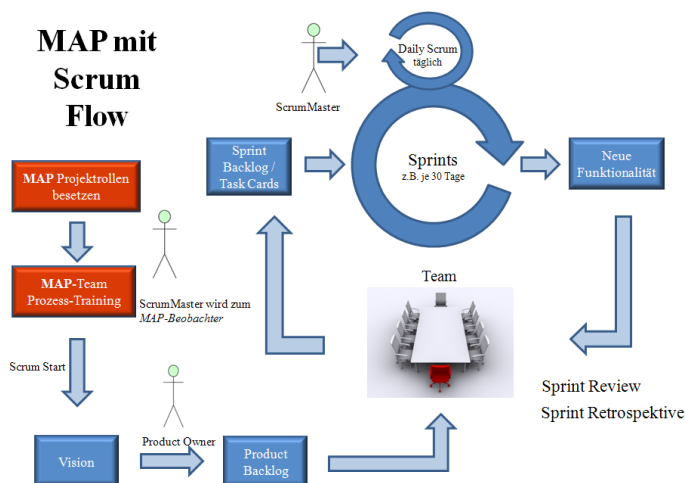 MAP mit
Scrum
Flow
MAP Projektrollen
besetzen
MAP-Team
Prozess-Training
ScrumMaster wird zum
MAP-Beobachter
Scrum Start
Vision
Product Owner
Product
Backlog
Team
Sprint
Backlog /
Task Cards
ScrumMaster
Daily Scrum
täglich
Sprints
z.B. je 30 Tage
Neue
Funktionalität
Sprint Review
Sprint Retrospektive